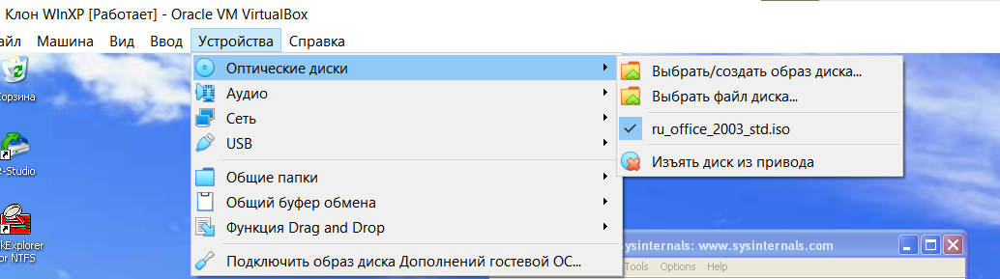 Клон WInXP [Работает] - Oracle VM VirtualBox
айл Машина Вид Ввод Устройства Справка
Оптические диски
Выбрать/создать образ диска...
Аудио
Выбрать файл диска...
Корзина
Сеть
ru_office_2003_std.iso
USB
Изъять диск из привода
R-Studio
Общие папки
Общий буфер обмена
Функция Drag and Drop
kExplorer
or NTFS
ysinternals: www.sysinternals.com
Подключить образ диска Дополнений гостевой ОС...
Tools Options Help